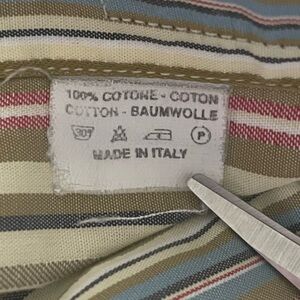 100% COTONE - COTON
COTTON - BAUMWOLLE
30° P
MADE IN ITALY